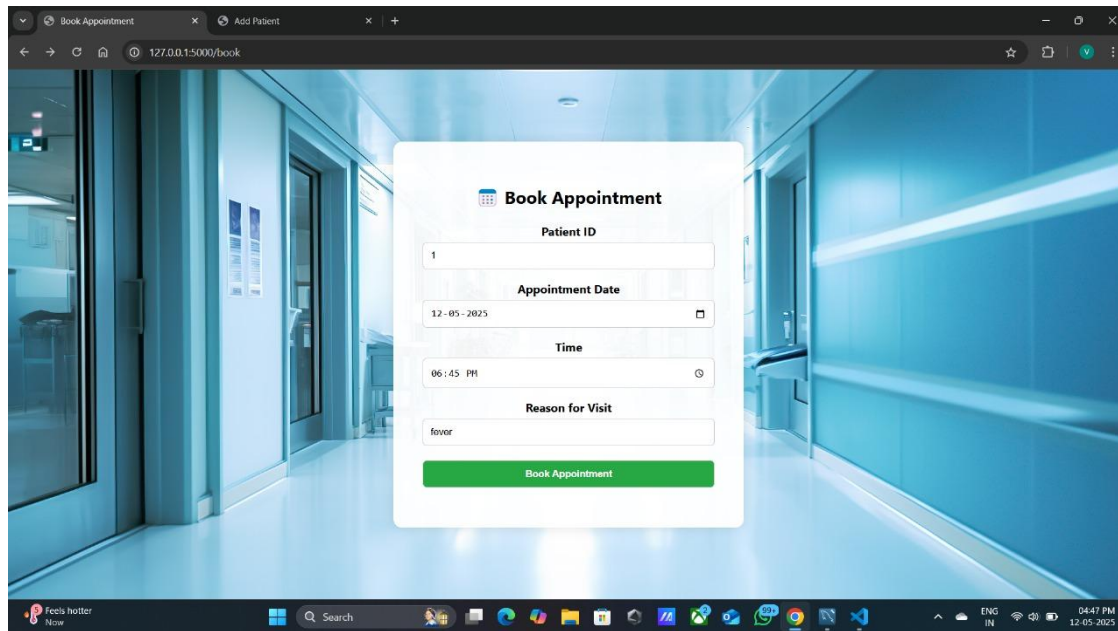 Book Appointment
Add Patient
127.0.0.1:5000/book
V
Book Appointment
Patient ID
1
Appointment Date
12-05-2025
Time
06:45 PM
Reason for Visit
fever
Book Appointment
5
Feels hotter
Now
Search
99+
ENG
IN
04:47 PM
12-05-2025